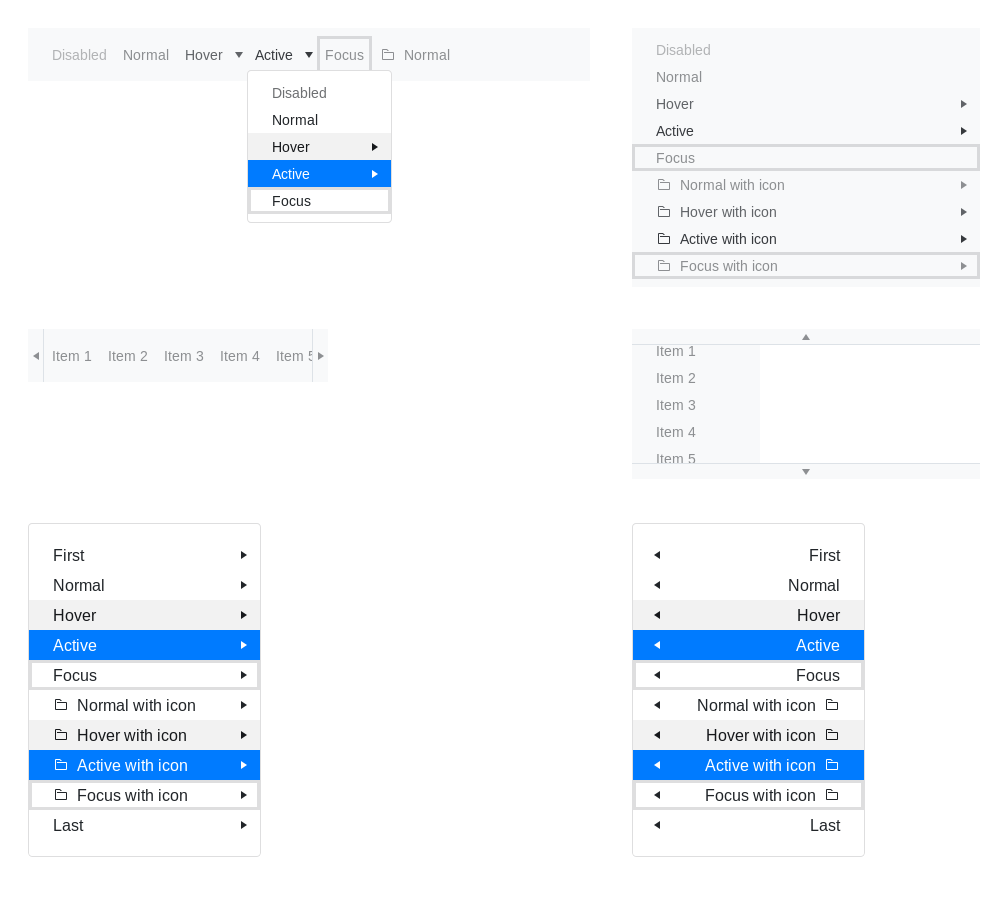 Disabled Normal Hover Active Focus Normal
Disabled
Normal
Hover
Active
Focus
Disabled
Normal
Hover
Active
Focus
Normal with icon
Hover with icon
Active with icon
Focus with icon
Item 1 Item 2 Item 3 Item 4 Item 5
Item 1
Item 2
Item 3
Item 4
Item 5
First
Normal
Hover
Active
Focus
Normal with icon
Hover with icon
Active with icon
Focus with icon
Last
First
Normal
Hover
Active
Focus
Normal with icon
Hover with icon
Active with icon
Focus with icon
Last